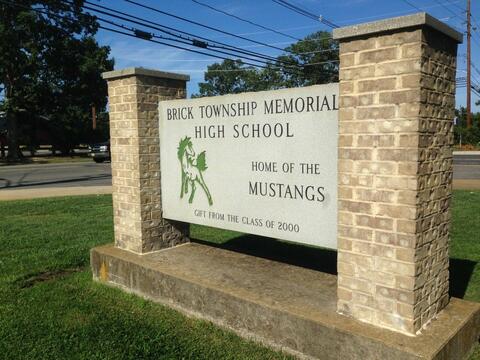 BRICK TOWNSHIP MEMORIAL
HIGH SCHOOL
HOME OF THE
MUSTANGS
GIFT FROM THE CLASS OF 2000